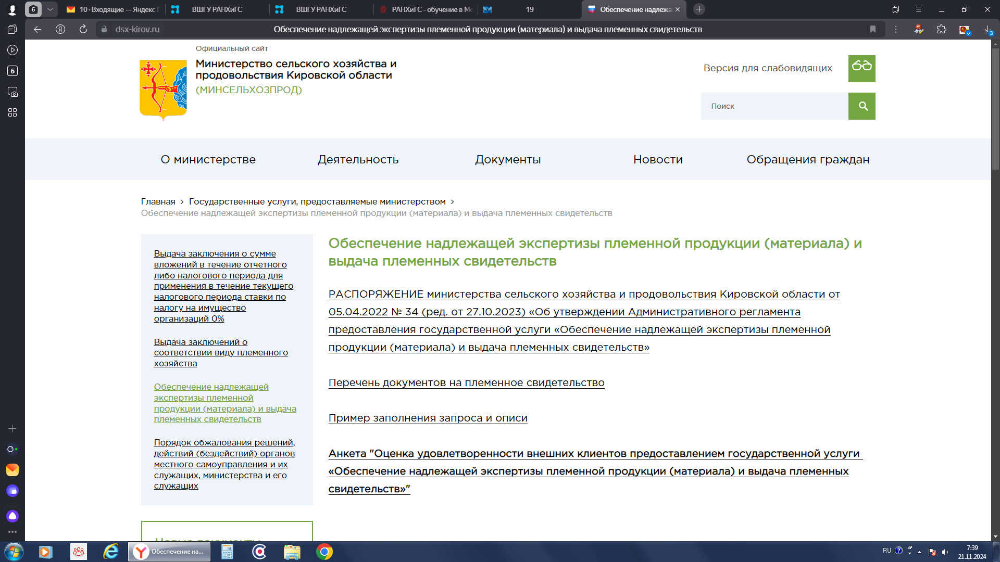 6
10 · Входящие — Яндекс
ВШГУ РАНХиГС
ВШГУ РАНХиГС
РАНХиГС - обучение в Мо
19
Обеспечение надлежа
dsx-kirov.ru
Обеспечение надлежащей экспертизы племенной продукции (материала) и выдача племенных свидетельств
3
6
Официальный сайт
Министерство сельского хозяйства и
продовольствия Кировской области
(МИНСЕЛЬХОЗПРОД)
Версия для слабовидящих
Поиск
О министерстве
Деятельность
Документы
Новости
Обращения граждан
Главная > Государственные услуги, предоставляемые министерством >
Обеспечение надлежащей экспертизы племенной продукции (материала) и выдача племенных свидетельств
Выдача заключения о сумме
вложений в течение отчетного
либо налогового периода для
применения в течение текущего
налогового периода ставки по
налогу на имущество
организаций 0%
Выдача заключений о
соответствии виду племенного
хозяйства
Обеспечение надлежащей
экспертизы племенной
продукции (материала) и выдача
племенных свидетельств
Порядок обжалования решений,
действий (бездействий) органов
местного самоуправления и их
служащих, министерства и его
служащих
Новые документы
Обеспечение надлежащей экспертизы племенной продукции (материала) и
выдача племенных свидетельств
РАСПОРЯЖЕНИЕ министерства сельского хозяйства и продовольствия Кировской области от
05.04.2022 № 34 (ред. от 27.10.2023) «Об утверждении Административного регламента
предоставления государственной услуги «Обеспечение надлежащей экспертизы племенной
продукции (материала) и выдача племенных свидетельств»
Перечень документов на племенное свидетельство
Пример заполнения запроса и описи
Анкета "Оценка удовлетворенности внешних клиентов предоставлением государственной услуги
«Обеспечение надлежащей экспертизы племенной продукции (материала) и выдача племенных
свидетельств»"
Обеспечение на...
RU
7:39
21.11.2024